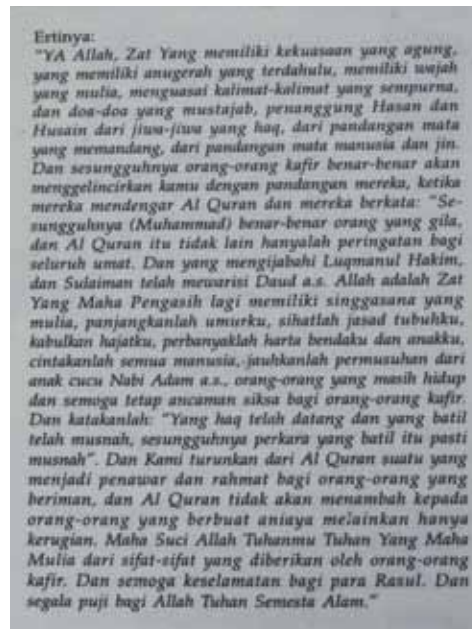 Ertinya:
"YA Allah, Zat Yang memiliki kekuasaan yang agung,
yang memiliki anugerah yang terdahulu, memiliki wajah
yang mulia, menguasai kalimat-kalimat yang sempurna,
dan doa-doa yang mustajab, penanggung Hasan dan
Husain dari jiwa-jiwa yang haq, dari pandangan mata
yang memandang, dari pandangan mata manusia dan jin.
Dan sesungguhnya orang-orang kafir benar-benar akan
menggelincirkan kamu dengan pandangan mereka, ketika
mereka mendengar Al Quran dan mereka berkata: "Se-
sungguhnya (Muhammad) benar-benar orang yang gila,
dan Al Quran itu tidak lain hanyalah peringatan bagi
seluruh umat. Dan yang mengijabahi Luqmanul Hakim,
dan Sulaiman telah mewarisi Daud a.s. Allah adalah Zat
Yang Maha Pengasih lagi memiliki singgasana yang
mulia, panjangkanlah umurku, sihatlah jasad tubuhku,
kabulkan hajatku, perbanyaklah harta bendaku dan anakku,
cintakanlah semua manusia, jauhkanlah permusuhan dari
anak cucu Nabi Adam a.s., orang-orang yang masih hidup
dan semoga tetap ancaman siksa bagi orang-orang kafir.
Dan katakanlah: "Yang haq telah datang dan yang batil
telah musnah, sesungguhnya perkara yang batil itu pasti
musnah". Dan Kami turunkan dari Al Quran suatu yang
menjadi penawar dan rahmat bagi orang-orang yang
beriman, dan Al Quran tidak akan menambah kepada
orang-orang yang berbuat aniaya melainkan hanya
kerugian. Maha Suci Allah Tuhanmu Tuhan Yang Maha
Mulia dari sifat-sifat yang diberikan oleh orang-orang
kafir. Dan semoga keselamatan bagi para Rasul. Dan
segala puji bagi Allah Tuhan Semesta Alam."